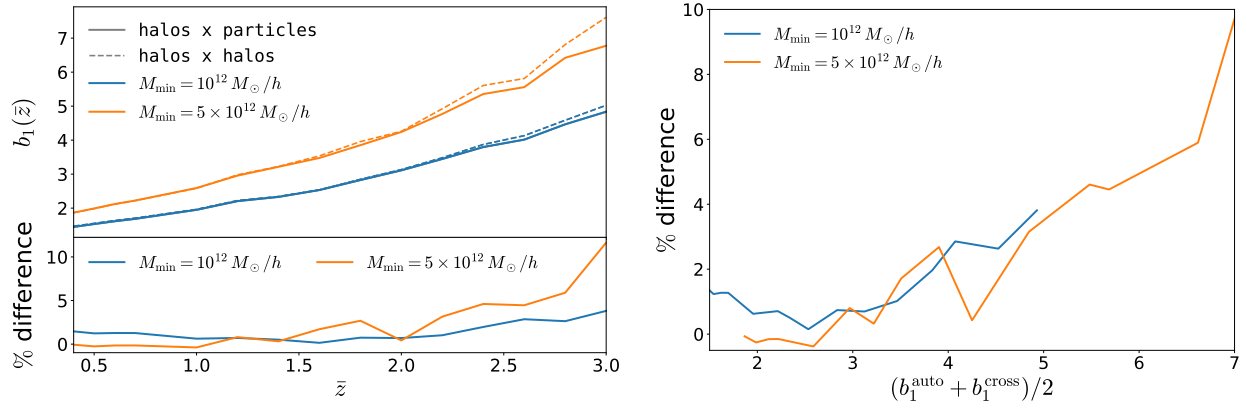 halos x particles
halos x halos
M_min = 10^12 M_⊙/h
M_min = 5 × 10^12 M_⊙/h
b_1(z̄)
7
6
5
4
3
2
M_min = 10^12 M_⊙/h
M_min = 5 × 10^12 M_⊙/h
% difference
10
5
0
0.5
1.0
1.5
2.0
2.5
3.0
z̄
M_min = 10^12 M_⊙/h
M_min = 5 × 10^12 M_⊙/h
% difference
10
8
6
4
2
0
2
3
4
5
6
7
(b_1^auto + b_1^cross)/2